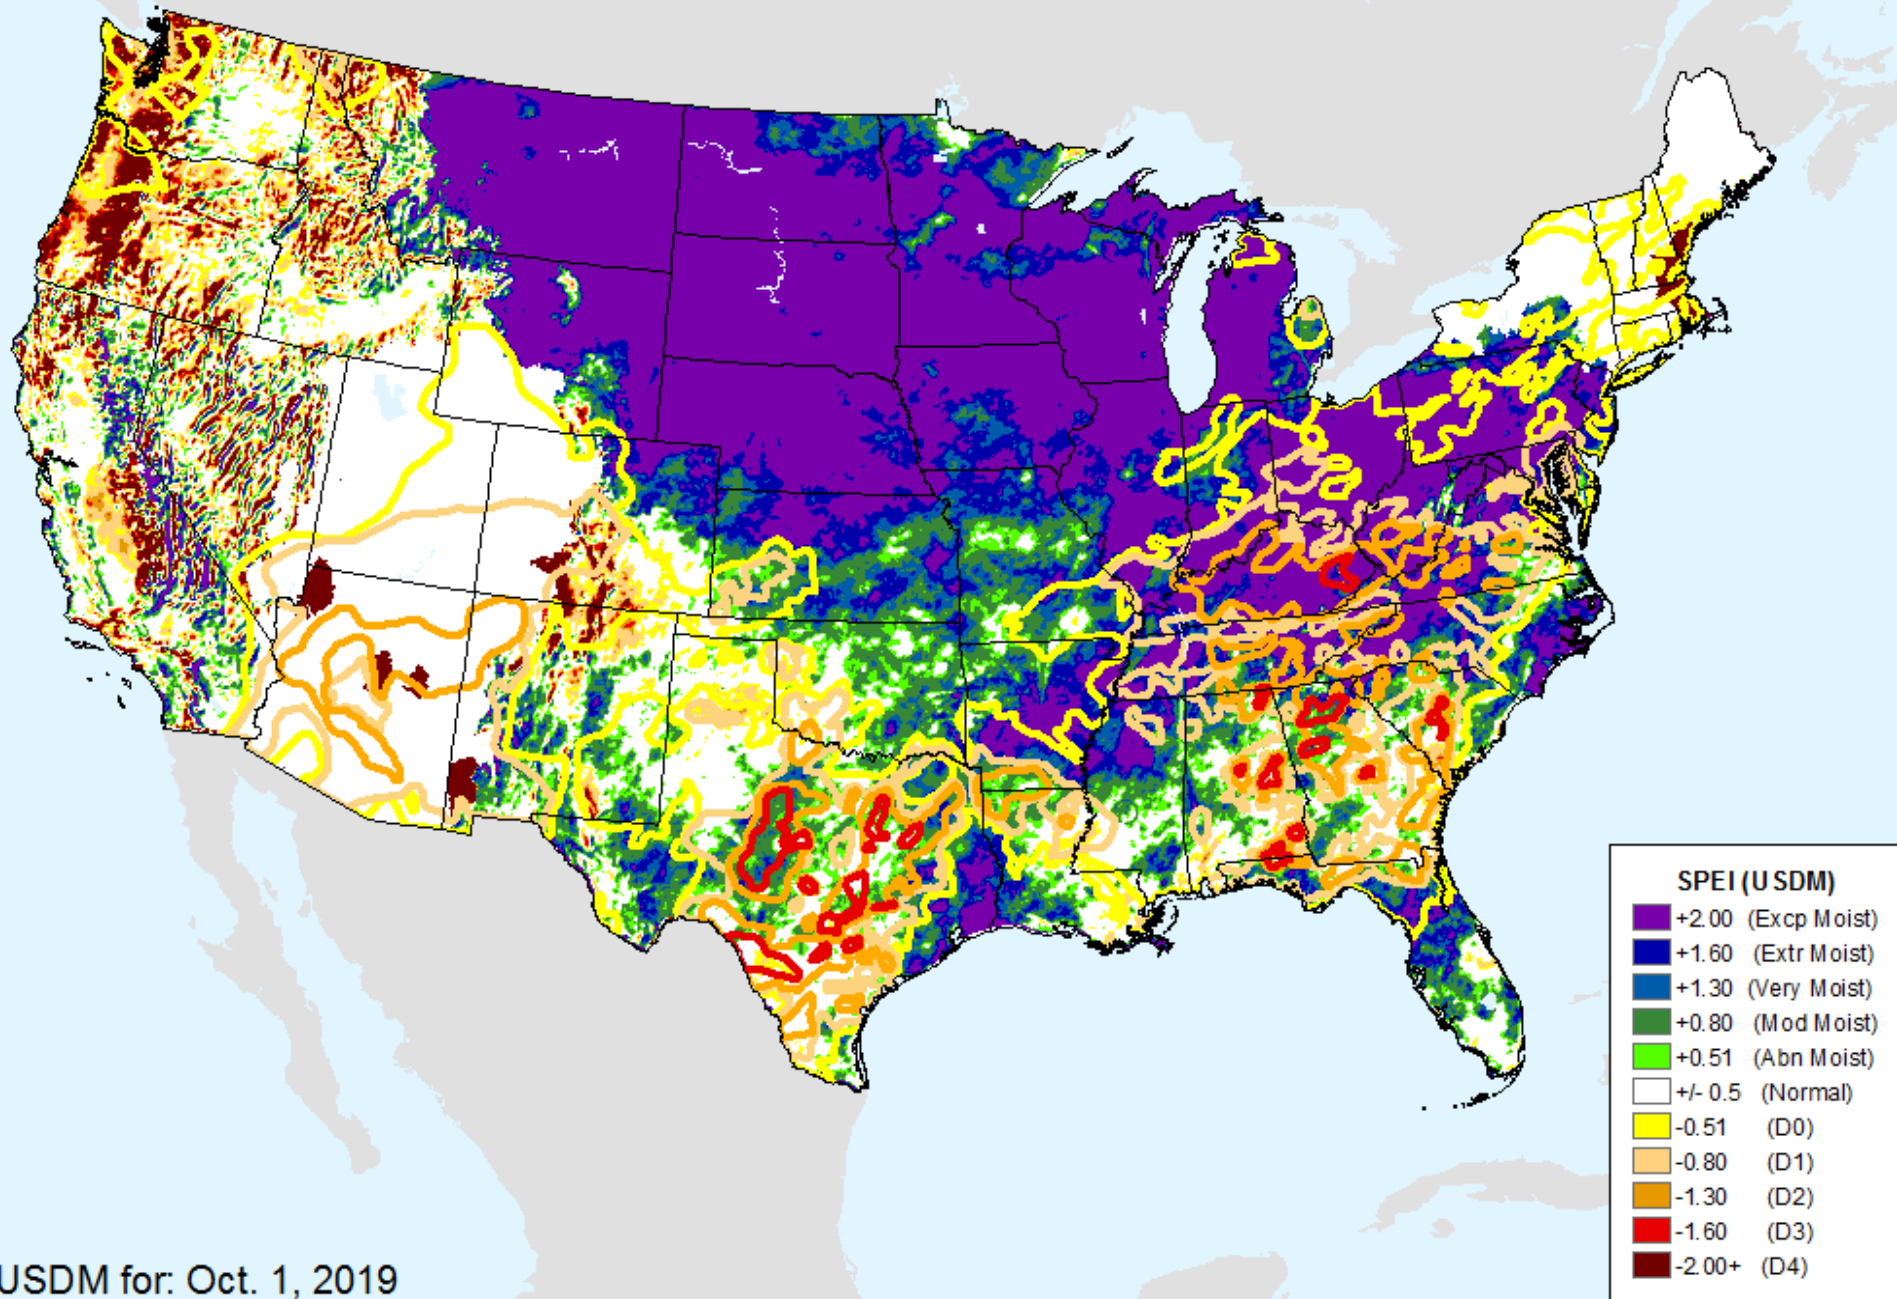 SPEI (USDM)
+2.00 (Excp Moist)
+1.60 (Extr Moist)
+1.30 (Very Moist)
+0.80 (Mod Moist)
+0.51 (Abn Moist)
+/- 0.5 (Normal)
-0.51 (D0)
-0.80 (D1)
-1.30 (D2)
-1.60 (D3)
-2.00+ (D4)
USDM for: Oct. 1, 2019